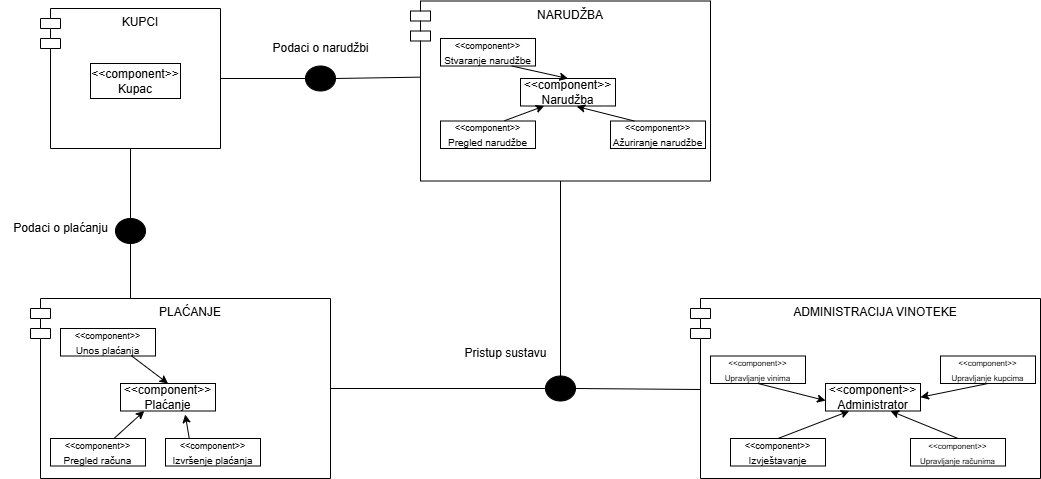 KUPCI
<<component>>
Kupac
Podaci o narudžbi
NARUDŽBA
<<component>>
Stvaranje narudžbe
<<component>>
Narudžba
<<component>>
Pregled narudžbe
<<component>>
Ažuriranje narudžbe
Podaci o plaćanju
PLAĆANJE
<<component>>
Unos plaćanja
<<component>>
Plaćanje
<<component>>
Pregled računa
<<component>>
Izvršenje plaćanja
Pristup sustavu
ADMINISTRACIJA VINOTEKE
<<component>>
Upravljanje vinima
<<component>>
Upravljanje kupcima
<<component>>
Administrator
<<component>>
Izvještavanje
<<component>>
Upravljanje računima